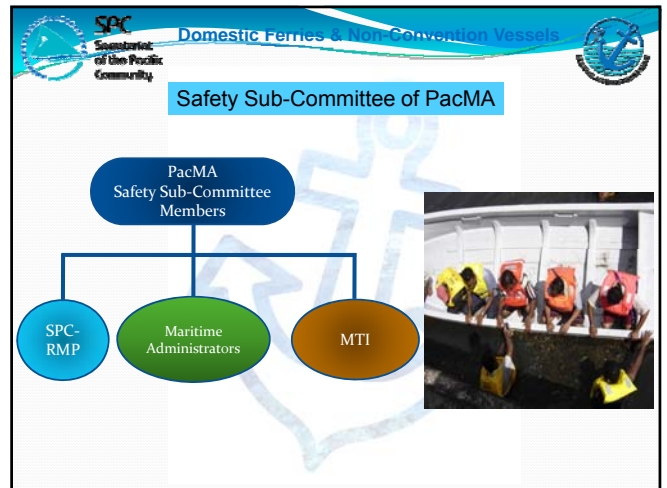 SPC
Secretariat
of the Pacific
Community
Domestic Ferries & Non-Convention Vessels
Safety Sub-Committee of PacMA
PacMA
Safety Sub-Committee
Members
SPC-
RMP
Maritime
Administrators
MTI